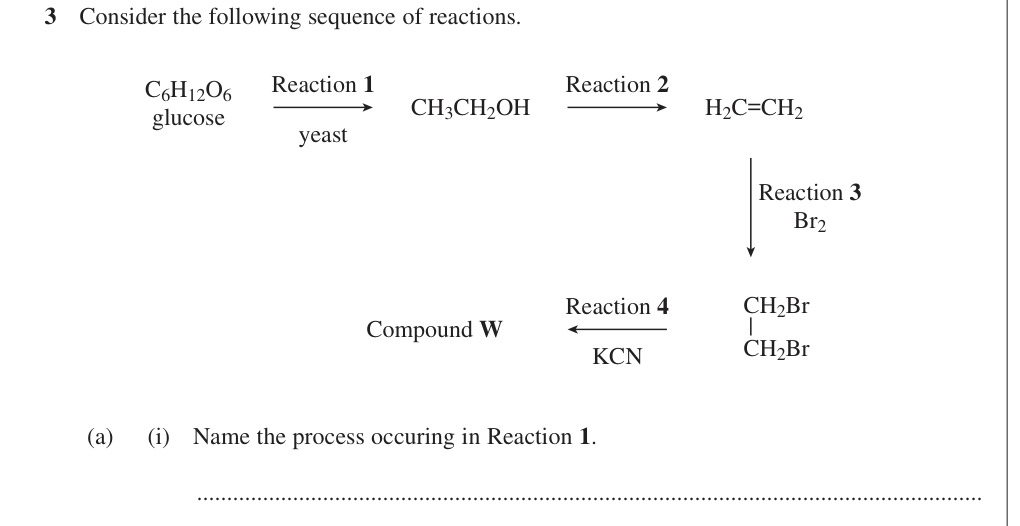 3 Consider the following sequence of reactions.
C₆H₁₂O₆
glucose
Reaction 1
yeast
CH₃CH₂OH
Reaction 2
H₂C=CH₂
Reaction 3
Br₂
CH₂Br
CH₂Br
Reaction 4
KCN
Compound W
(a) (i) Name the process occuring in Reaction 1.